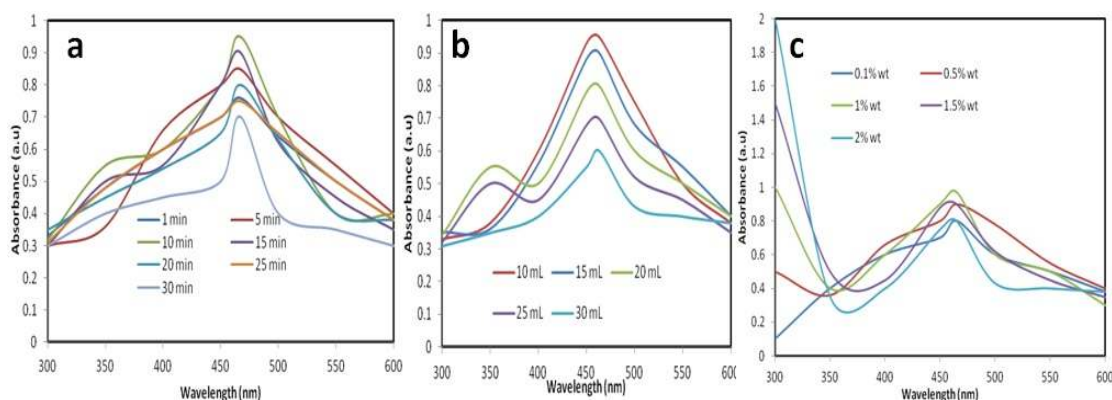 a
1
0.9
0.8
0.7
0.6
0.5
0.4
0.3
0.2
0.1
0
Absorbance (a.u)
1 min 5 min
10 min 15 min
20 min 25 min
30 min
300 350 400 450 500 550 600
Wavelength (nm)
b
1
0.9
0.8
0.7
0.6
0.5
0.4
0.3
0.2
0.1
0
Absorbance (a.u)
10 mL 15 mL 20 mL
25 mL 30 mL
300 350 400 450 500 550 600
Wavelength (nm)
c
2
1.8
1.6
1.4
1.2
1
0.8
0.6
0.4
0.2
0
Absorbance (a.u)
0.1% wt 0.5% wt
1% wt 1.5% wt
2% wt
300 350 400 450 500 550 600
Wavelength (nm)